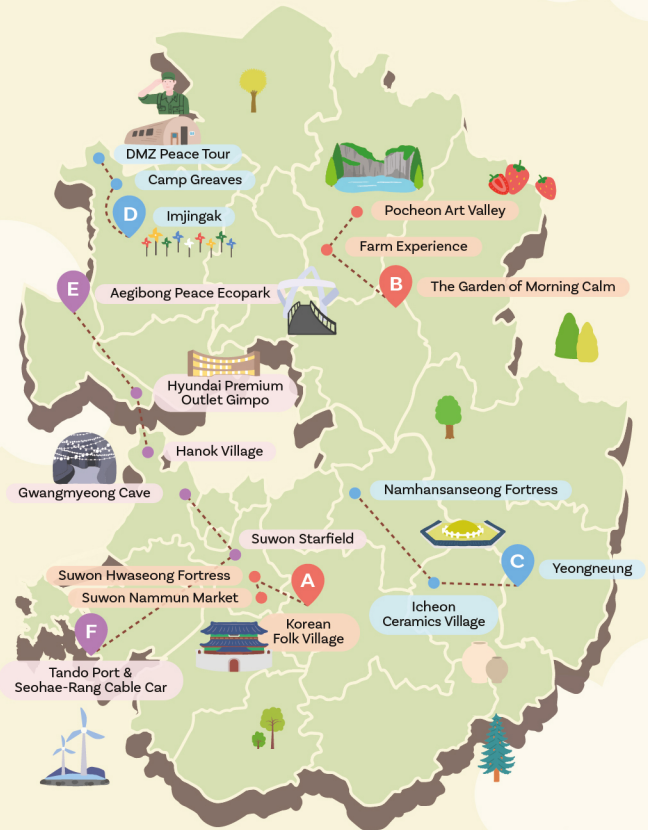 DMZ Peace Tour
Camp Greaves
D
Imjingak
Pocheon Art Valley
Farm Experience
B
The Garden of Morning Calm
E
Aegibong Peace Ecopark
Hyundai Premium
Outlet Gimpo
Hanok Village
Gwangmyeong Cave
Namhansanseong Fortress
Suwon Starfield
Suwon Hwaseong Fortress
Suwon Nammun Market
A
Korean
Folk Village
C
Yeongneung
Icheon
Ceramics Village
F
Tando Port &
Seohae-Rang Cable Car